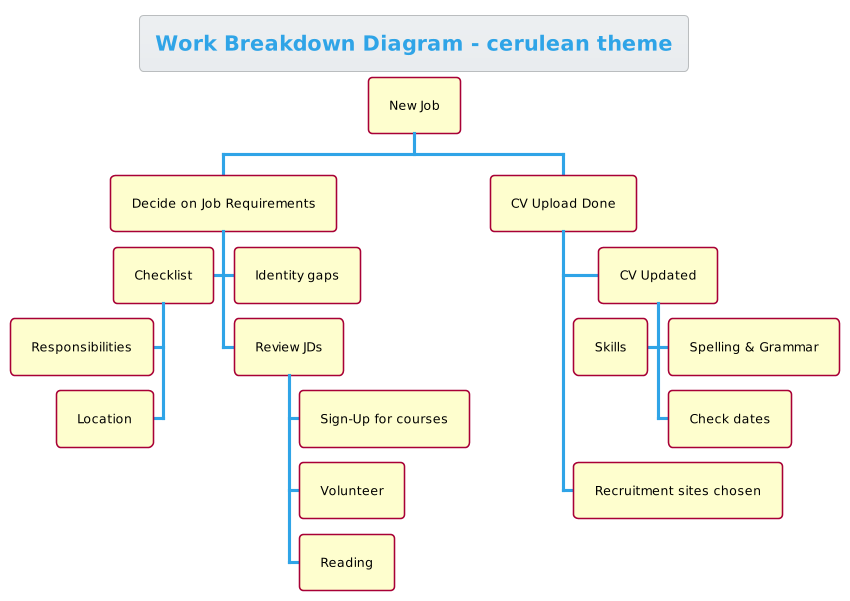 Work Breakdown Diagram - cerulean theme
New Job
Decide on Job Requirements
CV Upload Done
Checklist
Identity gaps
CV Updated
Responsibilities
Review JDs
Skills
Spelling & Grammar
Location
Sign-Up for courses
Check dates
Volunteer
Recruitment sites chosen
Reading